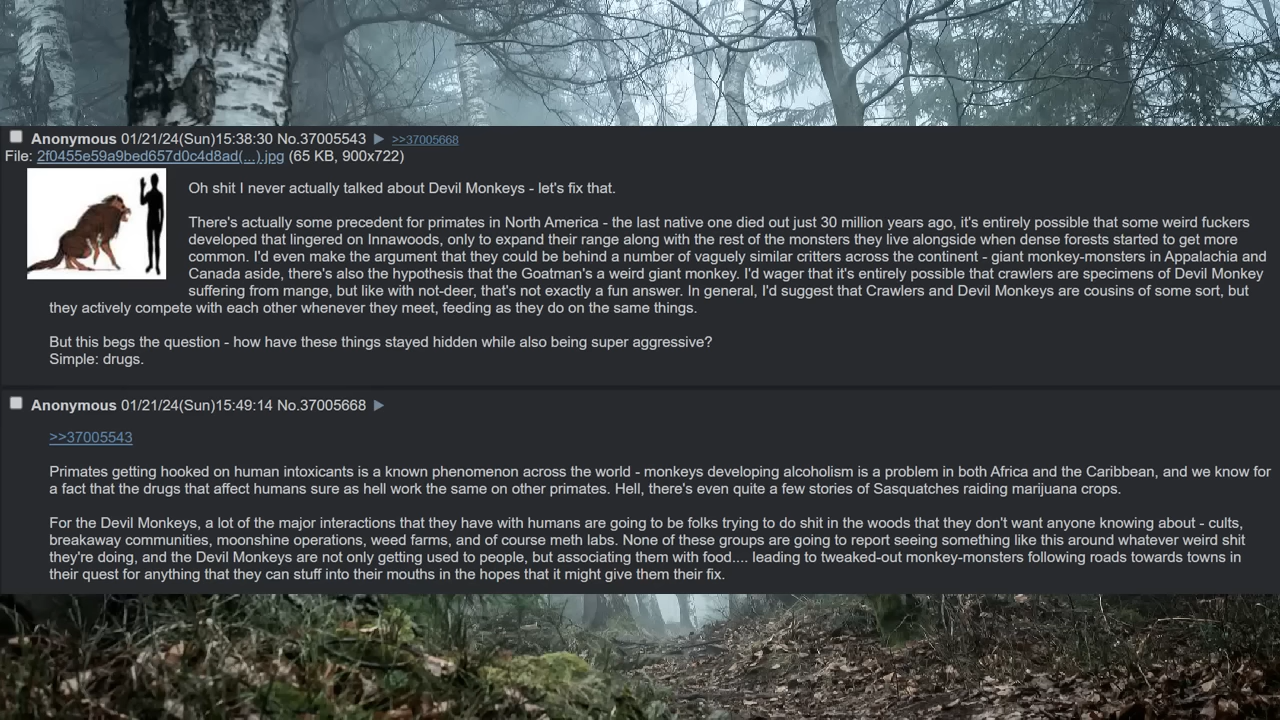 Anonymous 01/21/24(Sun)15:38:30 No.37005543 ▶ >>37005668
File: 2f0455e59a9bed657d0c4d8ad(...).jpg (65 KB, 900x722)
Oh shit I never actually talked about Devil Monkeys - let's fix that.
There's actually some precedent for primates in North America - the last native one died out just 30 million years ago, it's entirely possible that some weird fuckers
developed that lingered on Innawoods, only to expand their range along with the rest of the monsters they live alongside when dense forests started to get more
common. I'd even make the argument that they could be behind a number of vaguely similar critters across the continent - giant monkey-monsters in Appalachia and
Canada aside, there's also the hypothesis that the Goatman's a weird giant monkey. I'd wager that it's entirely possible that crawlers are specimens of Devil Monkey
suffering from mange, but like with not-deer, that's not exactly a fun answer. In general, I'd suggest that Crawlers and Devil Monkeys are cousins of some sort, but
they actively compete with each other whenever they meet, feeding as they do on the same things.
But this begs the question - how have these things stayed hidden while also being super aggressive?
Simple: drugs.
Anonymous 01/21/24(Sun)15:49:14 No.37005668 ▶
>>37005543
Primates getting hooked on human intoxicants is a known phenomenon across the world - monkeys developing alcoholism is a problem in both Africa and the Caribbean, and we know for
a fact that the drugs that affect humans sure as hell work the same on other primates. Hell, there's even quite a few stories of Sasquatches raiding marijuana crops.
For the Devil Monkeys, a lot of the major interactions that they have with humans are going to be folks trying to do shit in the woods that they don't want anyone knowing about - cults,
breakaway communities, moonshine operations, weed farms, and of course meth labs. None of these groups are going to report seeing something like this around whatever weird shit
they're doing, and the Devil Monkeys are not only getting used to people, but associating them with food.... leading to tweaked-out monkey-monsters following roads towards towns in
their quest for anything that they can stuff into their mouths in the hopes that it might give them their fix.